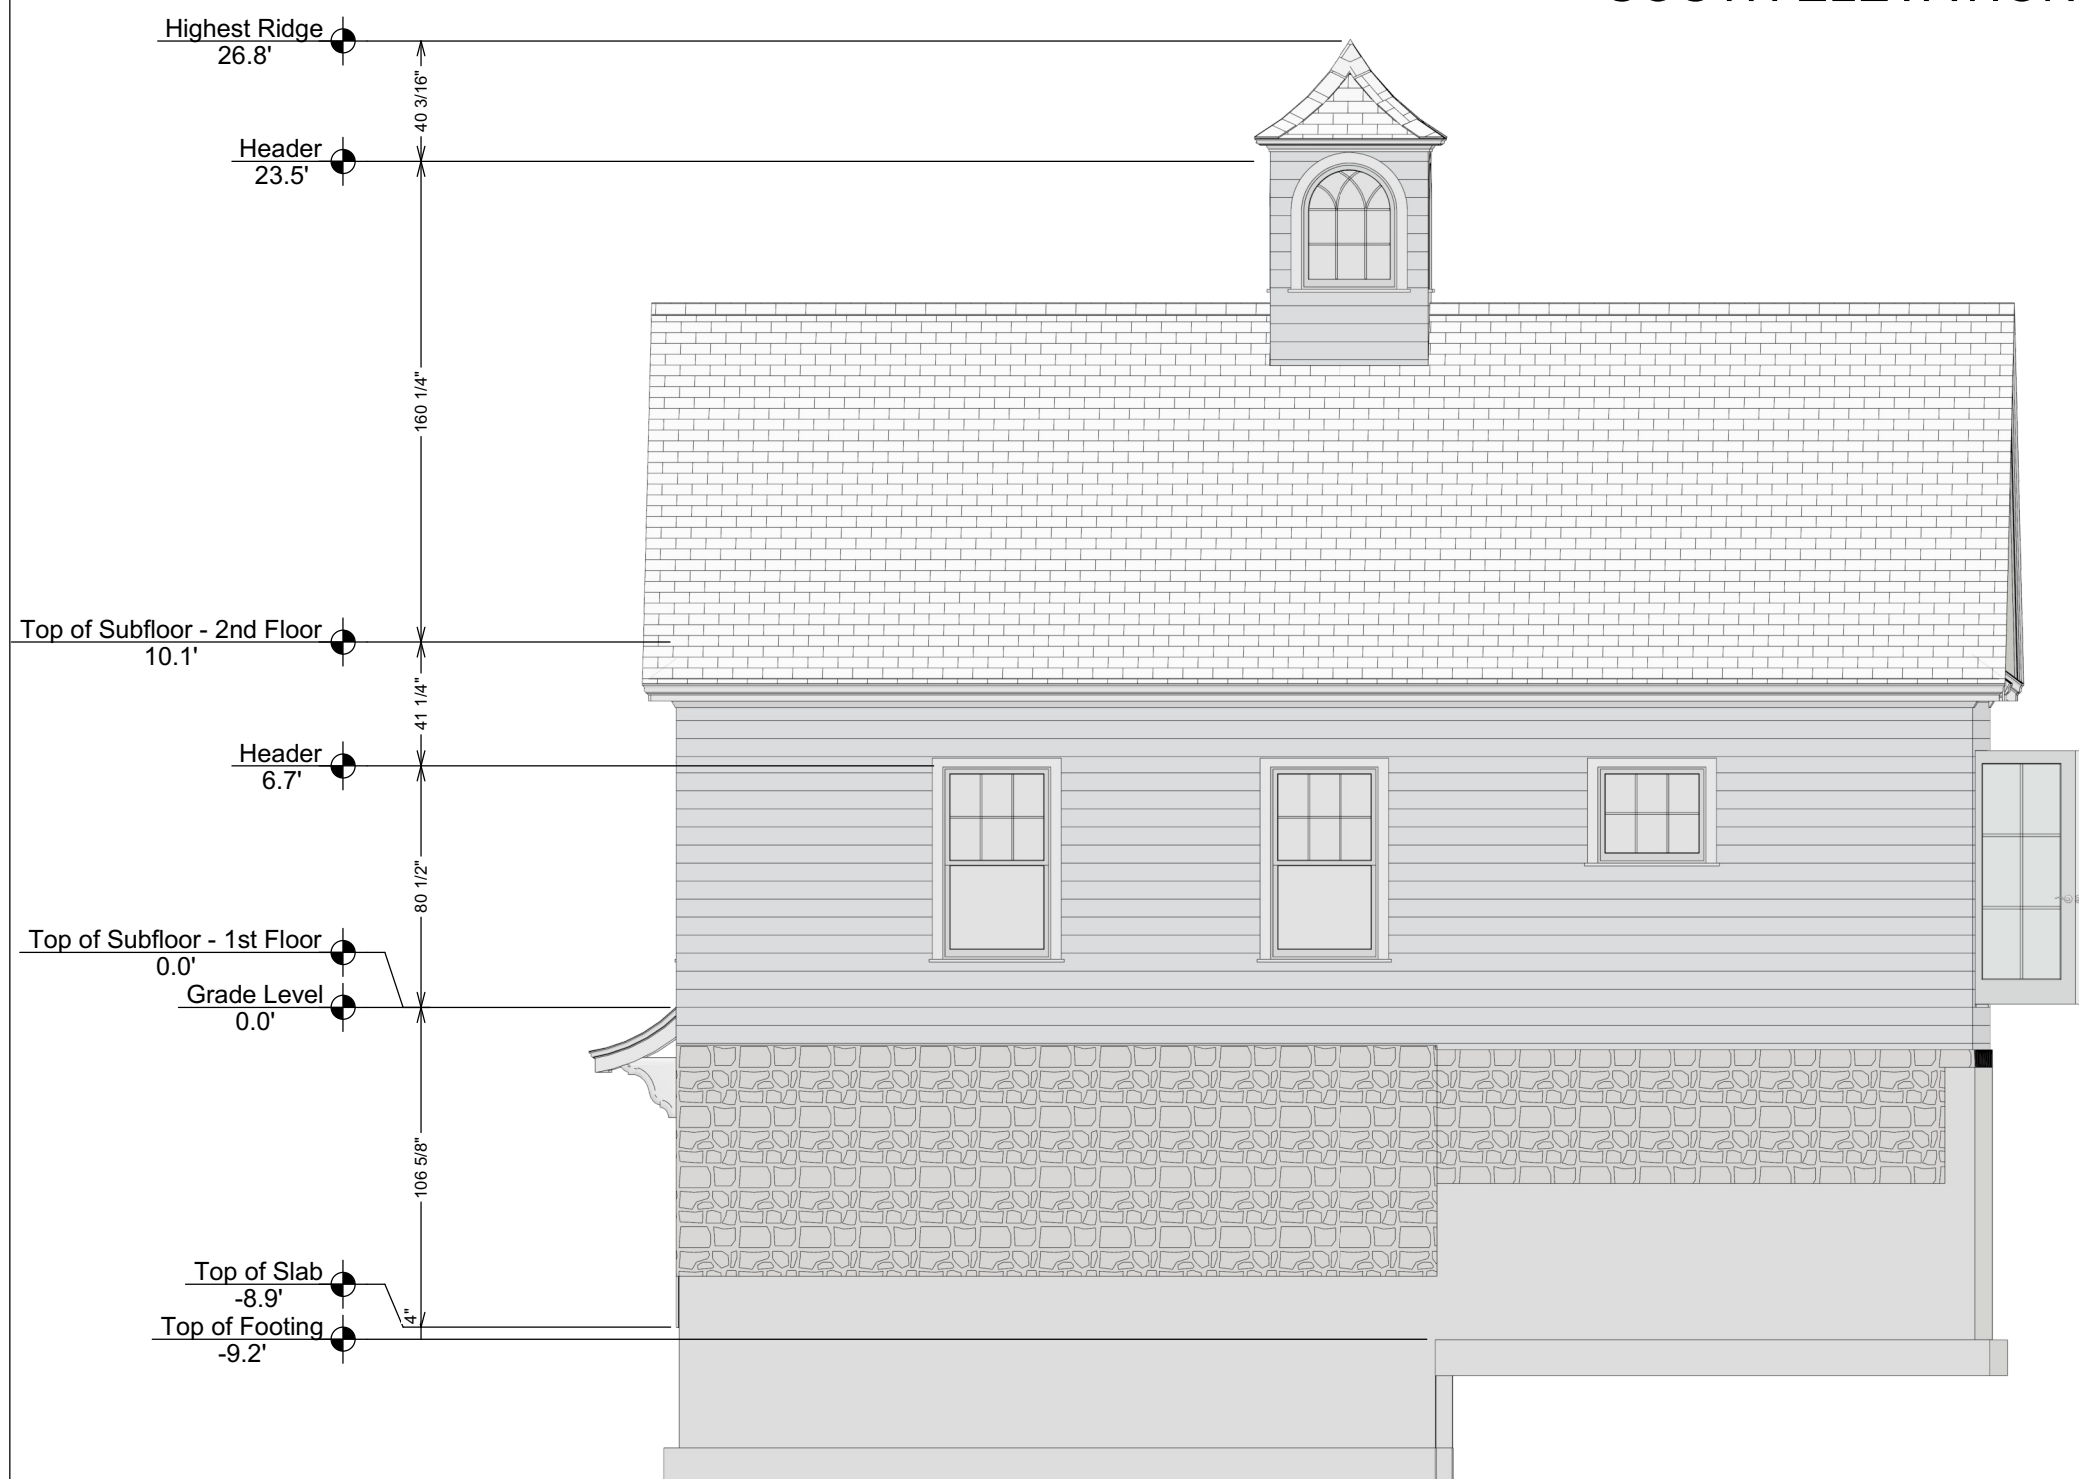 SOUTH ELEVATION
Highest Ridge
26.8'
40 3/16"
Header
23.5'
160 1/4"
Top of Subfloor - 2nd Floor
10.1'
41 1/4"
Header
6.7'
80 1/2"
Top of Subfloor - 1st Floor
0.0'
Grade Level
0.0'
106 5/8"
Top of Slab
-8.9'
4"
Top of Footing
-9.2'